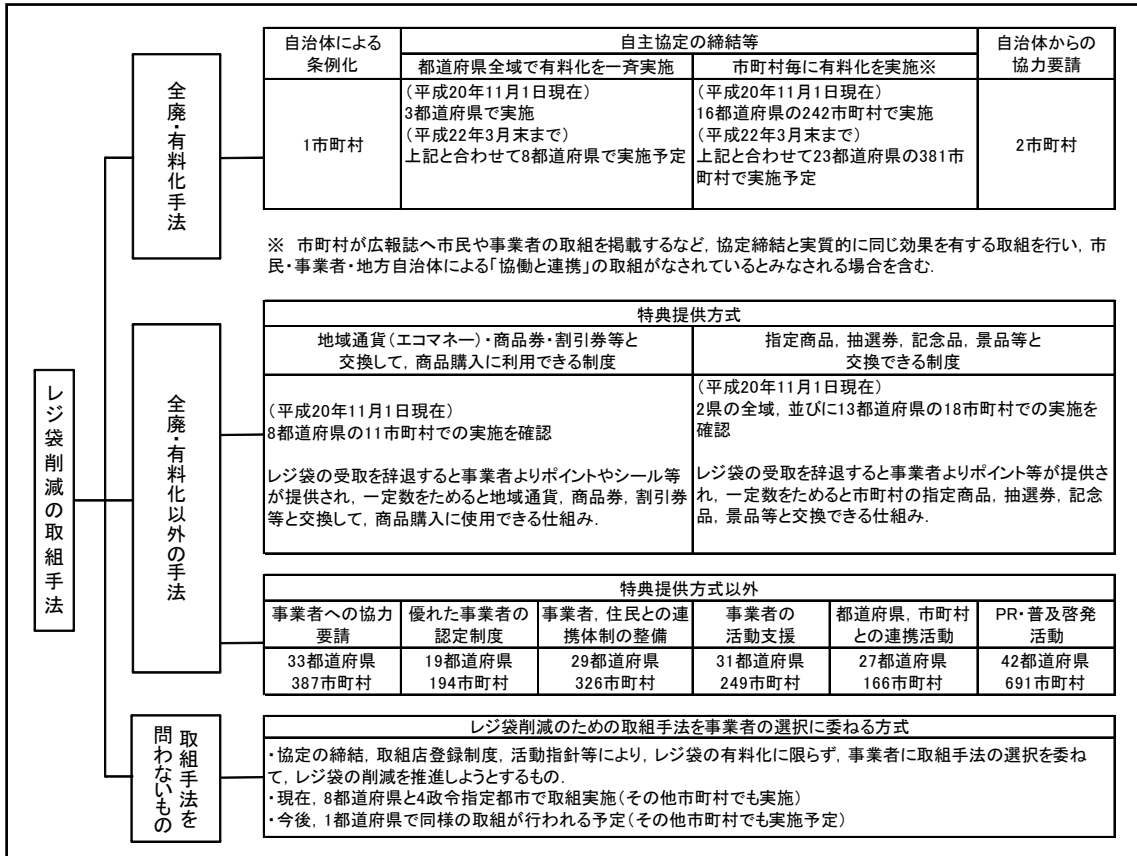 レジ袋削減の取組手法
全廃・有料化手法
自治体による
条例化
自主協定の締結等
自治体からの
協力要請
都道府県全域で有料化を一斉実施
市町村毎に有料化を実施※
1市町村
(平成20年11月1日現在)
3都道府県で実施
(平成22年3月末まで)
上記と合わせて8都道府県で実施予定
(平成20年11月1日現在)
16都道府県の242市町村で実施
(平成22年3月末まで)
上記と合わせて23都道府県の381市
町村で実施予定
2市町村
※ 市町村が広報誌へ市民や事業者の取組を掲載するなど，協定締結と実質的に同じ効果を有する取組を行い，市
民・事業者・地方自治体による「協働と連携」の取組がなされているとみなされる場合を含む．
全廃・有料化以外の手法
特典提供方式
地域通貨(エコマネー)・商品券・割引券等と
交換して，商品購入に利用できる制度
指定商品，抽選券，記念品，景品等と
交換できる制度
(平成20年11月1日現在)
8都道府県の11市町村での実施を確認
レジ袋の受取を辞退すると事業者よりポイントやシール等
が提供され，一定数をためると地域通貨，商品券，割引券
等と交換して，商品購入に使用できる仕組み．
(平成20年11月1日現在)
2県の全域，並びに13都道府県の18市町村での実施を
確認
レジ袋の受取を辞退すると事業者よりポイント等が提供さ
れ，一定数をためると市町村の指定商品，抽選券，記念
品，景品等と交換できる仕組み．
特典提供方式以外
事業者への協力
要請
優れた事業者の
認定制度
事業者，住民との連
携体制の整備
事業者の
活動支援
都道府県，市町村
との連携活動
PR・普及啓発
活動
33都道府県
387市町村
19都道府県
194市町村
29都道府県
326市町村
31都道府県
249市町村
27都道府県
166市町村
42都道府県
691市町村
取組手法を
問わないもの
レジ袋削減のための取組手法を事業者の選択に委ねる方式
・協定の締結，取組店登録制度，活動指針等により，レジ袋の有料化に限らず，事業者に取組手法の選択を委ね
て，レジ袋の削減を推進しようとするもの．
・現在，8都道府県と4政令指定都市で取組実施(その他市町村でも実施)
・今後，1都道府県で同様の取組が行われる予定(その他市町村でも実施予定)